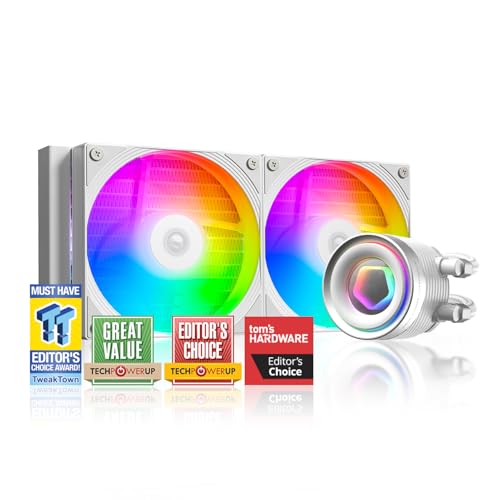 MUST HAVE
TT
EDITOR'S
CHOICE AWARD!
TweakTown
GREAT
VALUE
TECHPOWERUP
EDITOR'S
CHOICE
TECHPOWERUP
tom's
HARDWARE
Editor's
Choice